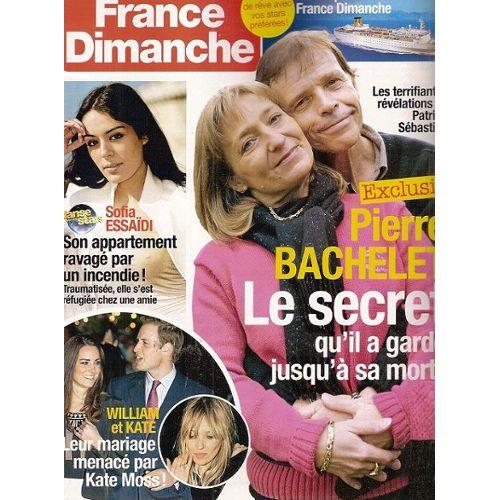 France
Dimanche
de rêve avec
vos stars
préférées!
France Dimanche
Les terrifiant
révélations
Patri
Sébasti
Exclusi
Pierre
BACHELET
Le secret
qu'il a gard
jusqu'à sa mort
danse
stars
Sofia
ESSAÏDI
Son appartement
ravagé par
un incendie!
Traumatisée, elle s'est
réfugiée chez une amie
WILLIAM
et KATE
Leur mariage
menacé par
Kate Moss!